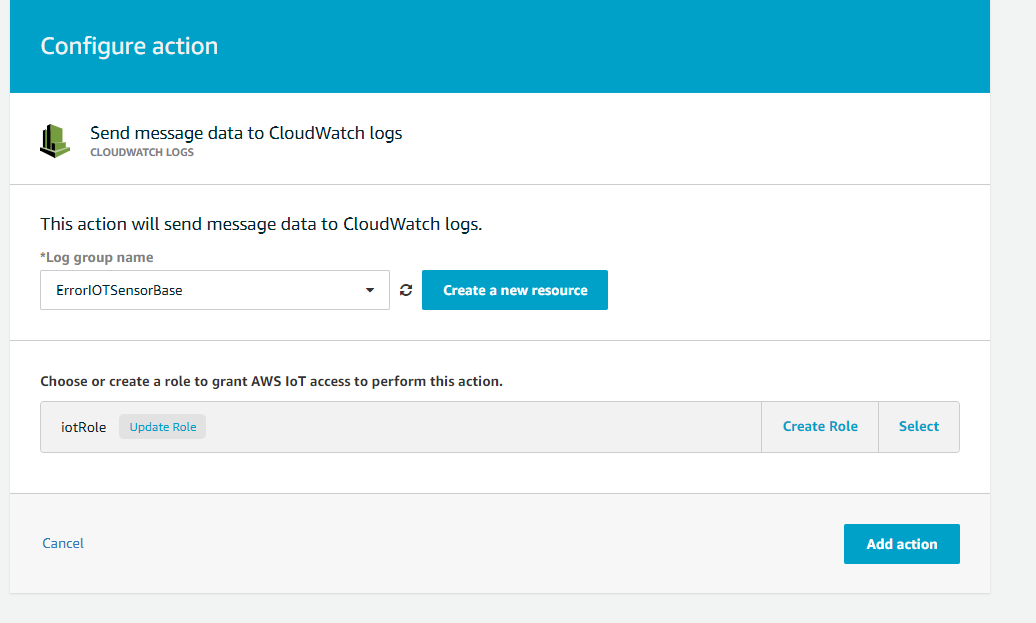 Configure action
Send message data to CloudWatch logs
CLOUDWATCH LOGS
This action will send message data to CloudWatch logs.
*Log group name
ErrorIOTSensorBase
Create a new resource
Choose or create a role to grant AWS IoT access to perform this action.
iotRole Update Role Create Role Select
Cancel Add action